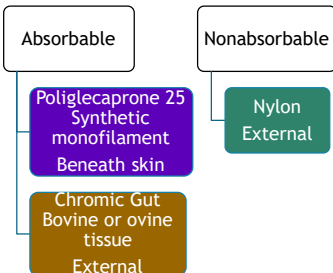 Absorbable
Nonabsorbable
Poliglecaprone 25
Synthetic
monofilament
Beneath skin
Nylon
External
Chromic Gut
Bovine or ovine
tissue
External